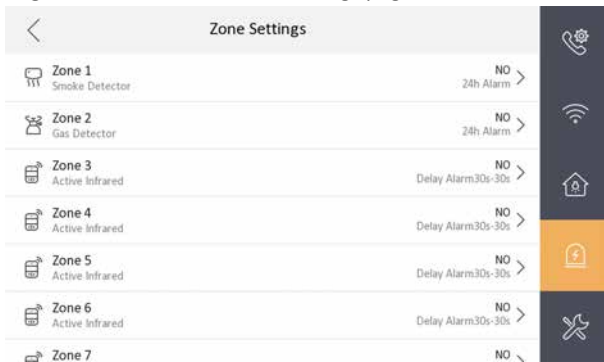 Zone Settings
Zone 1 NO
Smoke Detector 24h Alarm
Zone 2 NO
Gas Detector 24h Alarm
Zone 3 NO
Active Infrared Delay Alarm30s-30s
Zone 4 NO
Active Infrared Delay Alarm30s-30s
Zone 5 NO
Active Infrared Delay Alarm30s-30s
Zone 6 NO
Active Infrared Delay Alarm30s-30s
Zone 7 NO